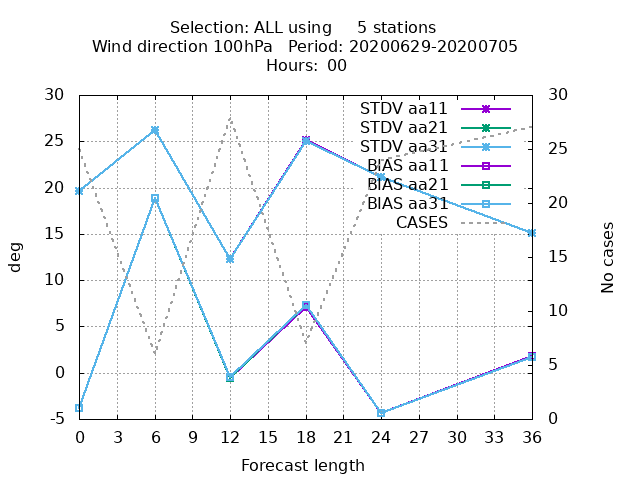 Selection: ALL using     5 stations
Wind direction 100hPa   Period: 20200629-20200705
Hours: 00
30
25
20
15
10
5
0
-5
deg
30
25
20
15
10
5
0
No cases
STDV aa11
STDV aa21
STDV aa31
BIAS aa11
BIAS aa21
BIAS aa31
CASES
0 3 6 9 12 15 18 21 24 27 30 33 36
Forecast length